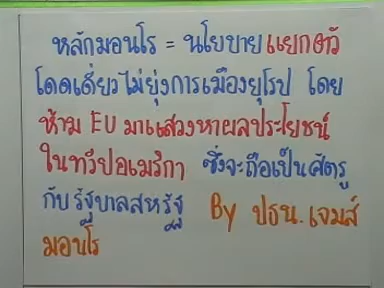 หลักมอนโร = นโยบายแยกตัว
โดดเดี่ยวไม่ยุ่งการเมืองยุโรป โดย
ห้าม EU มาแสวงหาผลประโยชน์
ในทวีปอเมริกา ซึ่งจะถือเป็นศัตรู
กับรัฐบาลสหรัฐ By ปธน. เจมส์
มอนโร